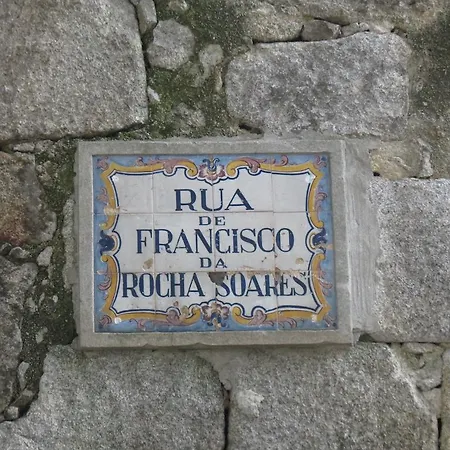 RUA
DE
FRANCISCO
DA
ROCHA SOARES